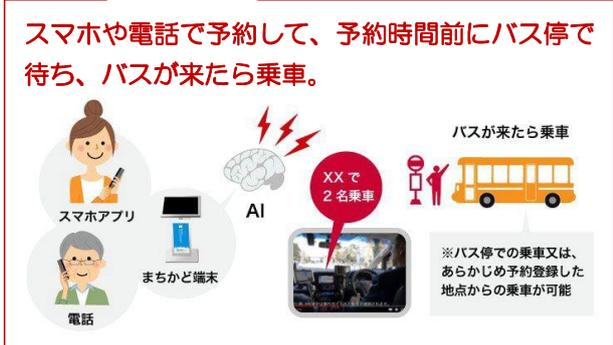 スマホや電話で予約して、予約時間前にバス停で
待ち、バスが来たら乗車。
バスが来たら乗車
XXで
2名乗車
スマホアプリ
AI
まちかど端末
※バス停での乗車又は、
あらかじめ予約登録した
地点からの乗車が可能
電話